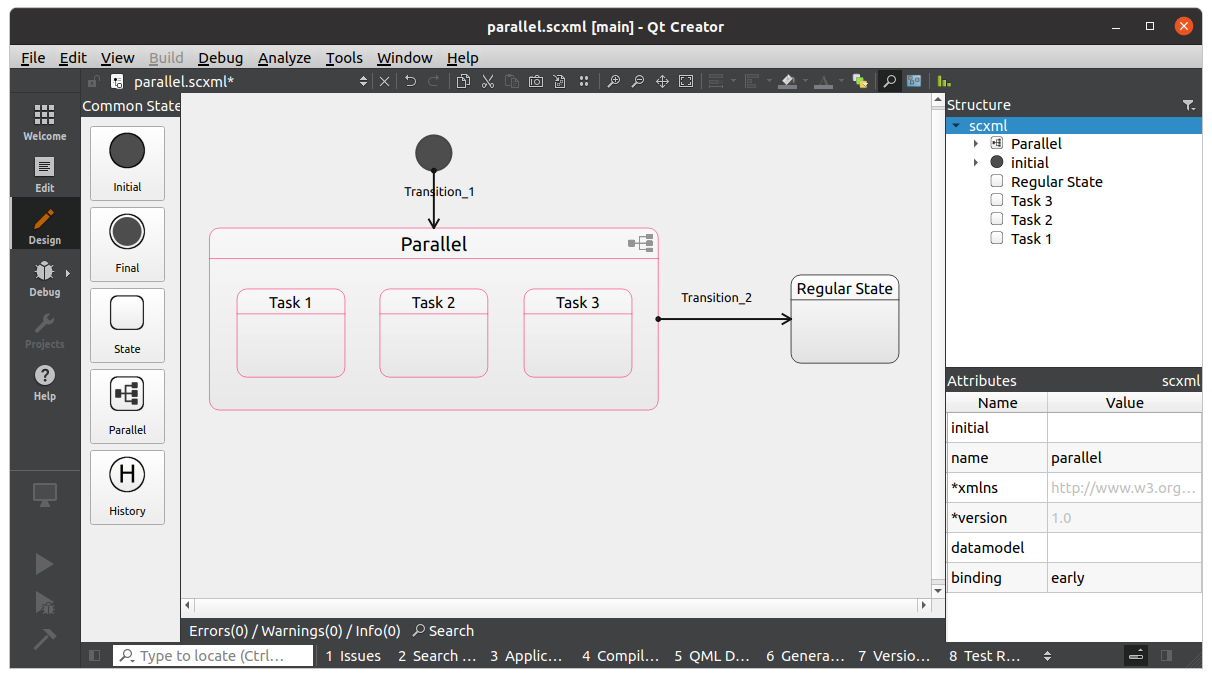 parallel.scxml [main] - Qt Creator
File Edit View Build Debug Analyze Tools Window Help
parallel.scxml*
Welcome
Edit
Design
Debug
Projects
Help
Common State
Initial
Final
State
Parallel
H
History
Transition_1
Parallel
Task 1 Task 2 Task 3
Transition_2
Regular State
Structure
scxml
Parallel
initial
Regular State
Task 3
Task 2
Task 1
Attributes scxml
Name Value
initial
name parallel
*xmlns http://www.w3.org...
*version 1.0
datamodel
binding early
Errors(0) / Warnings(0) / Info(0) Search
Type to locate (Ctrl... 1 Issues 2 Search ... 3 Applic... 4 Compil... 5 QML D... 6 Genera... 7 Versio... 8 Test R...